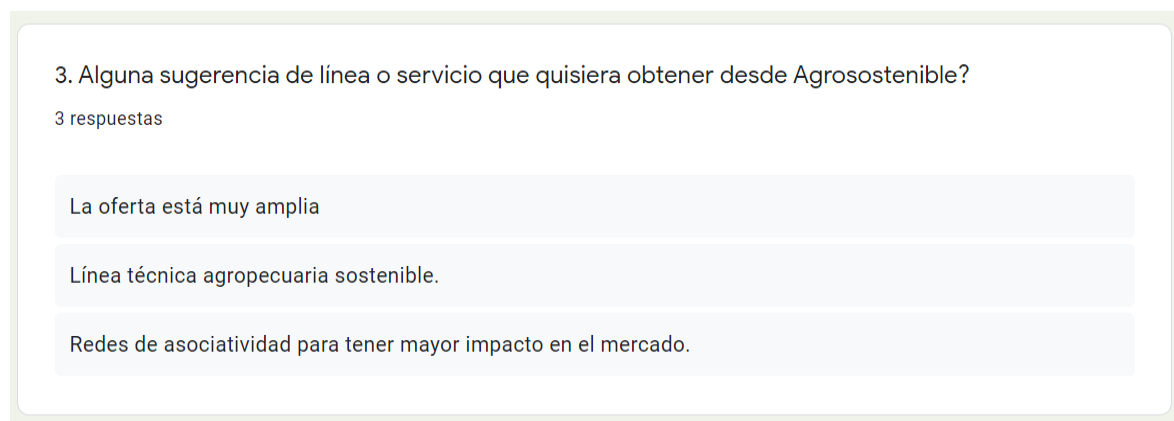 3. Alguna sugerencia de línea o servicio que quisiera obtener desde Agrosostenible?
3 respuestas
La oferta está muy amplia
Línea técnica agropecuaria sostenible.
Redes de asociatividad para tener mayor impacto en el mercado.